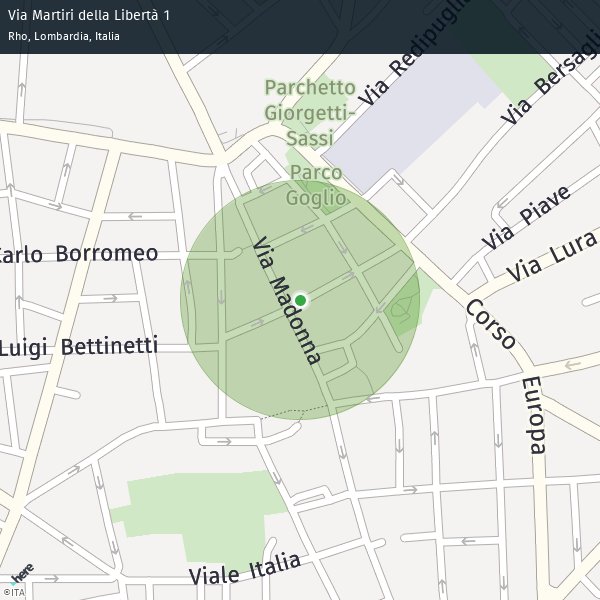 Via Martiri della Libertà 1
Rho, Lombardia, Italia
Via Redipuglia
Parchetto
Giorgetti-
Sassi
Via Bersagli
Parco
Goglio
Via Piave
Carlo Borromeo
Via Madonna
Via Lura
Corso Europa
Luigi Bettinetti
Viale Italia
here
©ITA